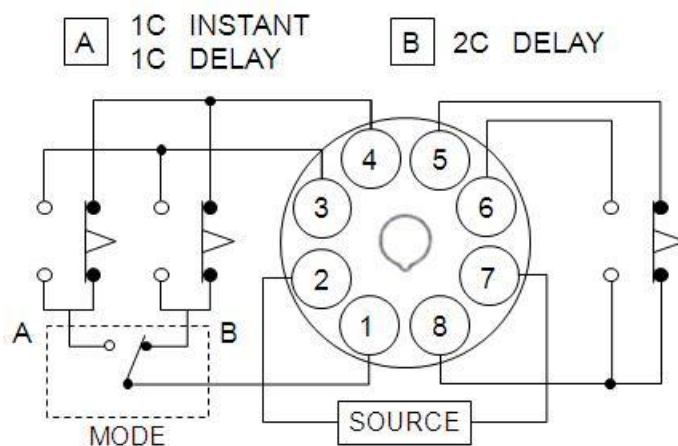 A 1C INSTANT
1C DELAY
B 2C DELAY
4 5
3 6
2 7
1 8
A B
MODE
SOURCE